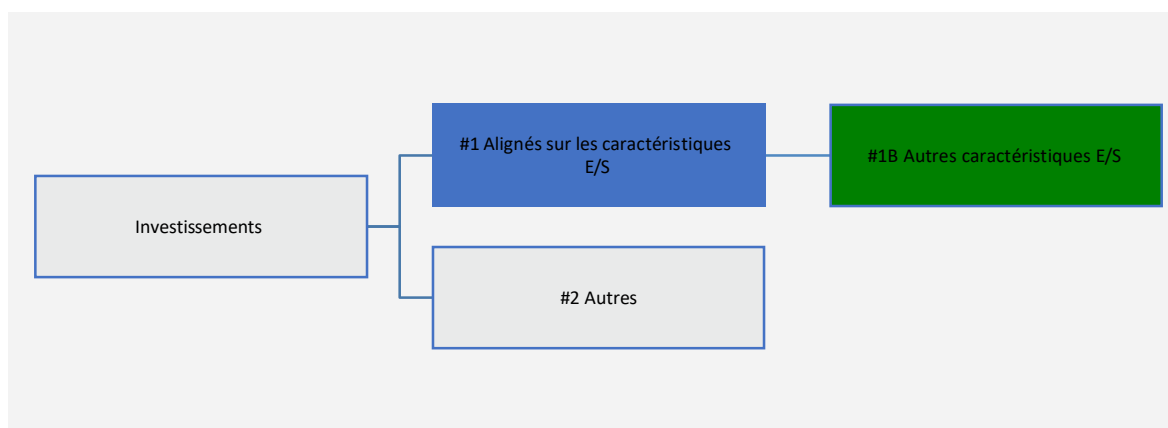 #1 Alignés sur les caractéristiques
E/S
#1B Autres caractéristiques E/S
Investissements
#2 Autres